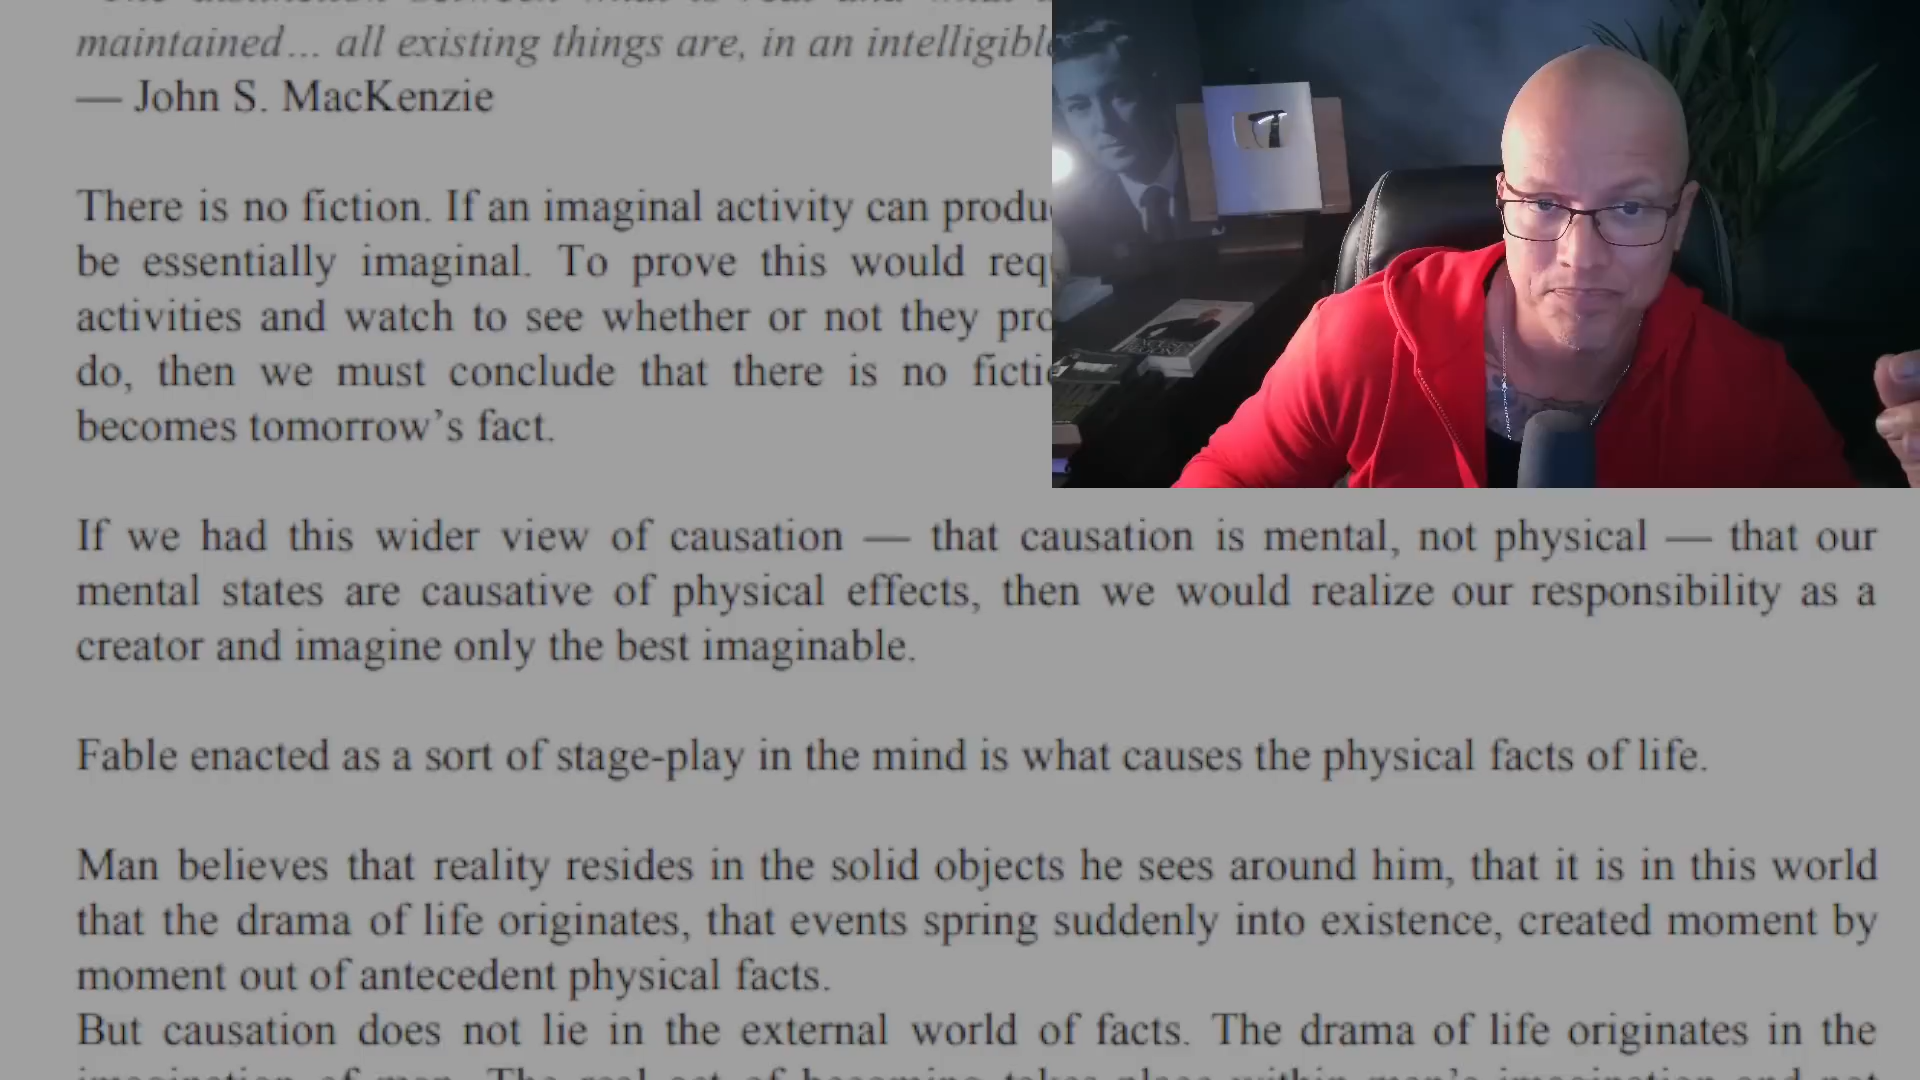 maintained... all existing things are, in an intelligible
— John S. MacKenzie
There is no fiction. If an imaginal activity can produ
be essentially imaginal. To prove this would req
activities and watch to see whether or not they pro
do, then we must conclude that there is no ficti
becomes tomorrow's fact.
If we had this wider view of causation — that causation is mental, not physical — that our
mental states are causative of physical effects, then we would realize our responsibility as a
creator and imagine only the best imaginable.
Fable enacted as a sort of stage-play in the mind is what causes the physical facts of life.
Man believes that reality resides in the solid objects he sees around him, that it is in this world
that the drama of life originates, that events spring suddenly into existence, created moment by
moment out of antecedent physical facts.
But causation does not lie in the external world of facts. The drama of life originates in the